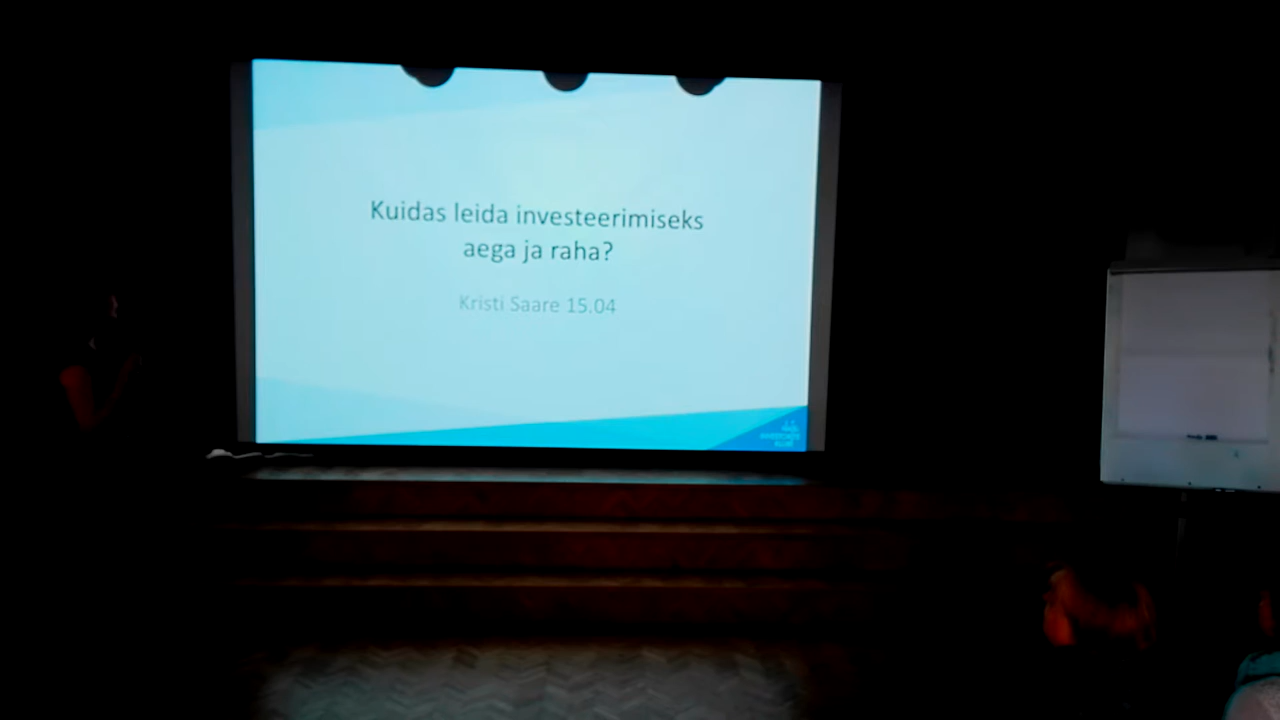 Kuidas leida investeerimiseks
aega ja raha?
Kristi Saare 15.04